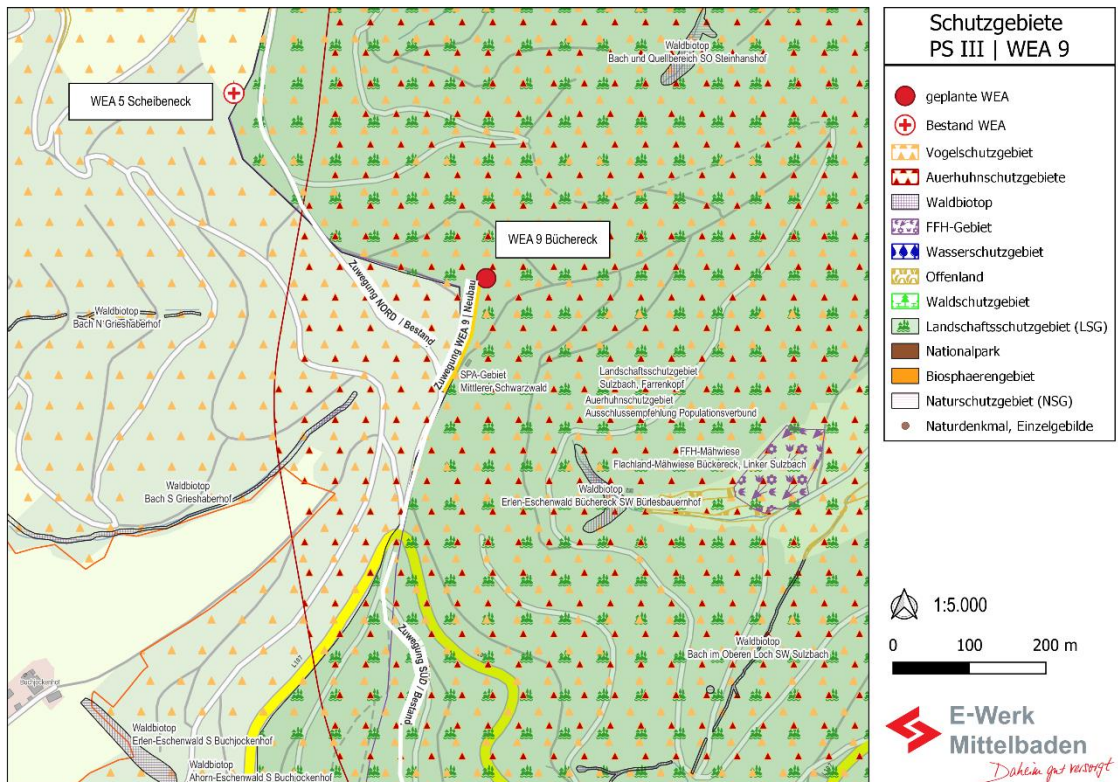 WEA 5 Scheibeneck
Waldbiotop
Bach und Quellbereich SO Steinhanshof
WEA 9 Büchereck
Zuwegung NORD / Bestand
Zuwegung WEA 9 | Neubau
Waldbiotop
Bach N Grieshaberhof
SPA-Gebiet
Mittlerer Schwarzwald
Landschaftsschutzgebiet
Sulzbach, Farrenkopf
Auerhuhnschutzgebiet
Ausschlussempfehlung Populationsverbund
FFH-Mähwiese
Flachland-Mähwiese Bückereck, Linker Sulzbach
Waldbiotop
Bach S Grieshaberhof
Waldbiotop
Erlen-Eschenwald Büchereck SW Bürlesbauernhof
Zuwegung SÜD / Bestand
L107
Waldbiotop
Bach im Oberen Loch SW Sulzbach
Buchjockenhof
Waldbiotop
Erlen-Eschenwald S Buchjockenhof
Waldbiotop
Ahorn-Eschenwald S Buchjockenhof
Schutzgebiete
PS III | WEA 9
geplante WEA
Bestand WEA
Vogelschutzgebiet
Auerhuhnschutzgebiete
Waldbiotop
FFH-Gebiet
Wasserschutzgebiet
Offenland
Waldschutzgebiet
Landschaftsschutzgebiet (LSG)
Nationalpark
Biosphaerengebiet
Naturschutzgebiet (NSG)
Naturdenkmal, Einzelgebilde
1:5.000
0 100 200 m
E-Werk
Mittelbaden
Daheim gut versorgt.